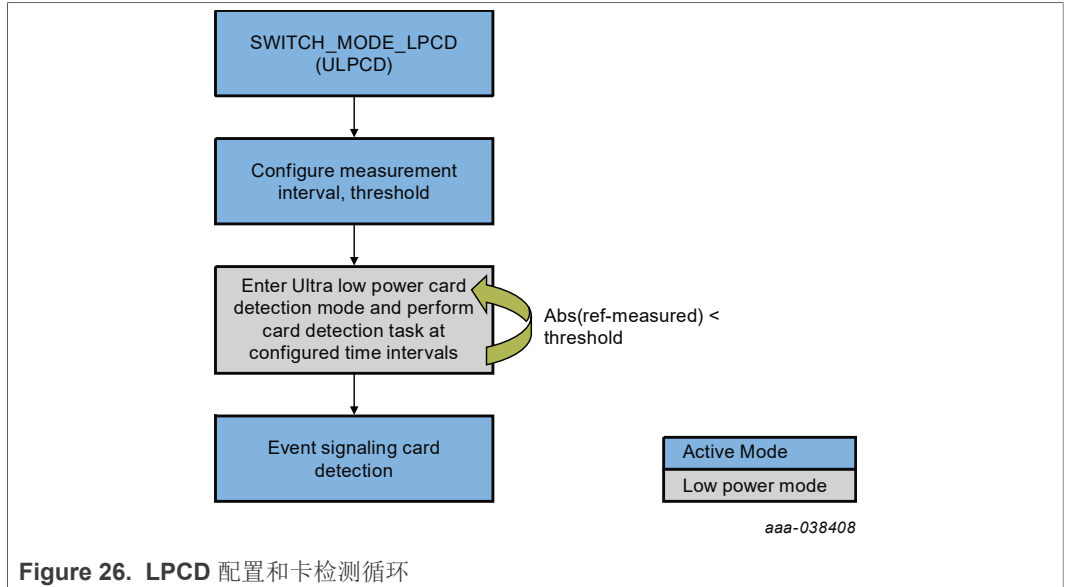 SWITCH_MODE_LPCD
(ULPCD)
Configure measurement
interval, threshold
Enter Ultra low power card
detection mode and perform
card detection task at
configured time intervals
Abs(ref-measured) <
threshold
Event signaling card
detection
Active Mode
Low power mode
aaa-038408
Figure 26. LPCD 配置和卡检测循环